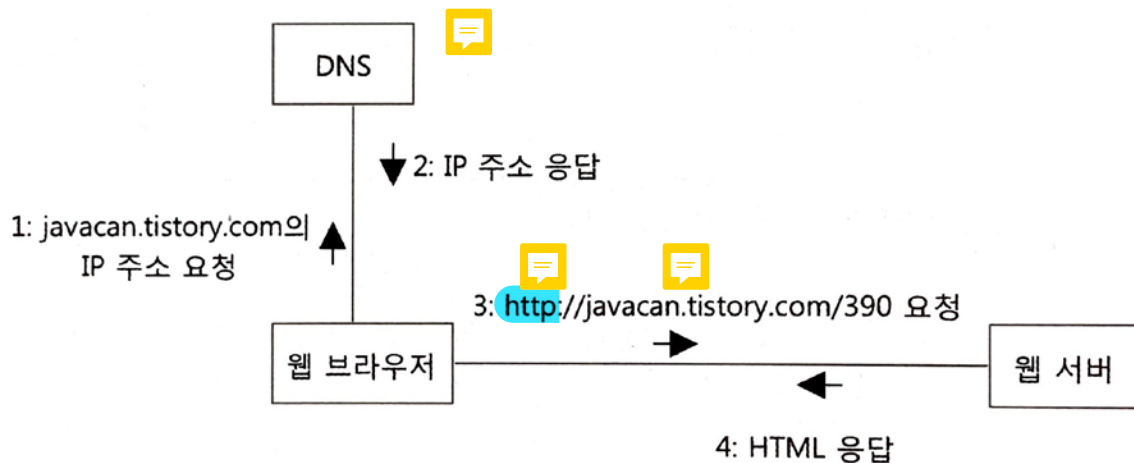 DNS
2: IP 주소 응답
1: javacan.tistory.com의
IP 주소 요청
3: http://javacan.tistory.com/390 요청
웹 브라우저
웹 서버
4: HTML 응답